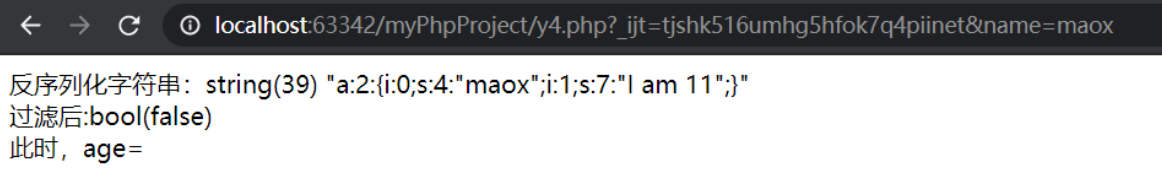 localhost:63342/myPhpProject/y4.php?_ijt=tjshk516umhg5hfok7q4piinet&name=maox
反序列化字符串：string(39) "a:2:{i:0;s:4:"maox";i:1;s:7:"I am 11";}"
过滤后:bool(false)
此时，age=